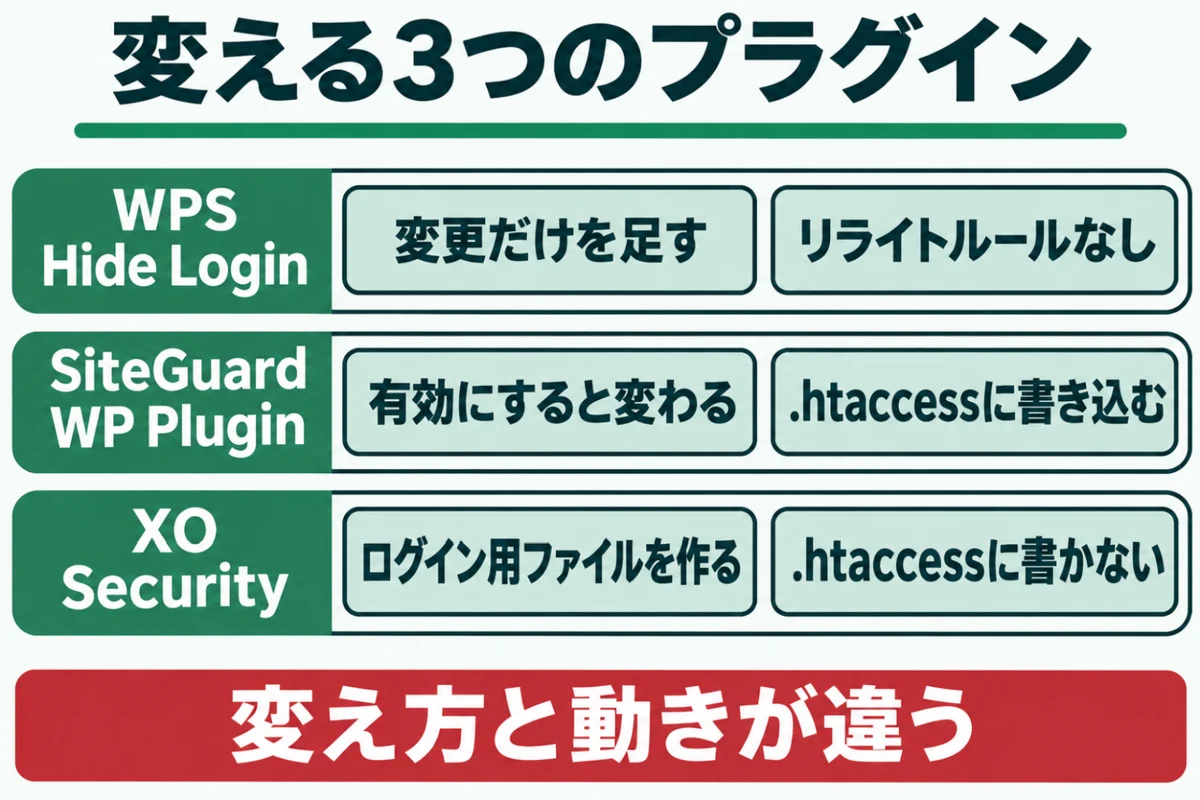 変える3つのプラグイン
WPS
Hide Login
変更だけを足す
リライトルールなし
SiteGuard
WP Plugin
有効にすると変わる
.htaccessに書き込む
XO
Security
ログイン用ファイルを作る
.htaccessに書かない
変え方と動きが違う